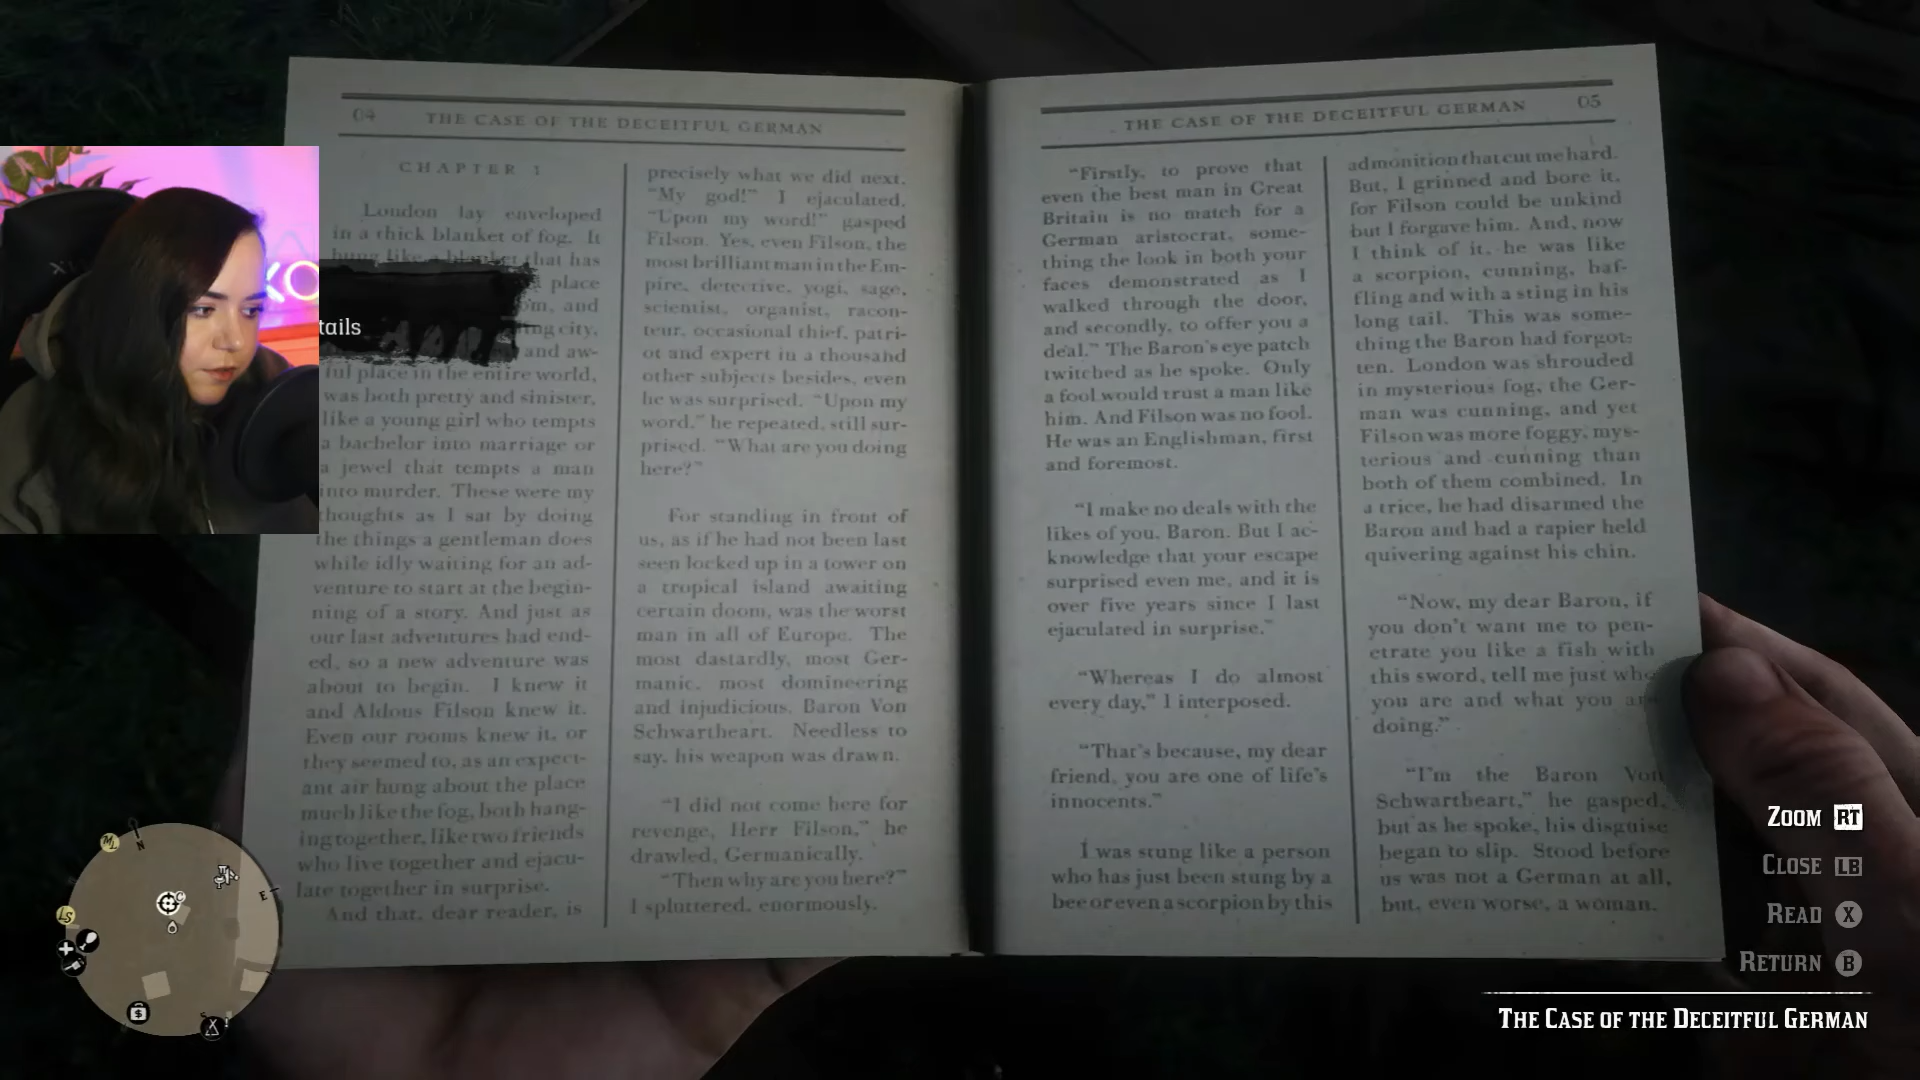 04 THE CASE OF THE DECEITFUL GERMAN
CHAPTER 1
London lay enveloped
in a thick blanket of fog. It
hung like a blanket that has
place
om, and
ing city,
and aw-
ful place in the entire world,
was both pretty and sinister,
like a young girl who tempts
a bachelor into marriage or
a jewel that tempts a man
into murder. These were my
thoughts as I sat by doing
the things a gentleman does
while idly waiting for an ad-
venture to start at the begin-
ning of a story. And just as
our last adventures had end-
ed, so a new adventure was
about to begin. I knew it
and Aldous Filson knew it.
Even our rooms knew it, or
they seemed to, as an expect-
ant air hung about the place
much like the fog, both hang-
ing together, like two friends
who live together and ejacu-
late together in surprise.
And that, dear reader, is
precisely what we did next.
"My god!" I ejaculated.
"Upon my word!" gasped
Filson. Yes, even Filson, the
most brilliant man in the Em-
pire, detective, yogi, sage,
scientist, organist, racon-
teur, occasional thief, patri-
ot and expert in a thousand
other subjects besides, even
he was surprised. "Upon my
word," he repeated, still sur-
prised. "What are you doing
here?"
For standing in front of
us, as if he had not been last
seen locked up in a tower on
a tropical island awaiting
certain doom, was the worst
man in all of Europe. The
most dastardly, most Ger-
manic, most domineering
and injudicious, Baron Von
Schwartheart. Needless to
say, his weapon was drawn.
"I did not come here for
revenge, Herr Filson," he
drawled, Germanically.
"Then why are you here?"
I spluttered, enormously.
THE CASE OF THE DECEITFUL GERMAN 05
"Firstly, to prove that
even the best man in Great
Britain is no match for a
German aristocrat, some-
thing the look in both your
faces demonstrated as I
walked through the door,
and secondly, to offer you a
deal." The Baron's eye patch
twitched as he spoke. Only
a fool would trust a man like
him. And Filson was no fool.
He was an Englishman, first
and foremost.
"I make no deals with the
likes of you, Baron. But I ac-
knowledge that your escape
surprised even me, and it is
over five years since I last
ejaculated in surprise."
"Whereas I do almost
every day," I interposed.
"That's because, my dear
friend, you are one of life's
innocents."
I was stung like a person
who has just been stung by a
bee or even a scorpion by this
admonition that cut me hard.
But, I grinned and bore it,
for Filson could be unkind
but I forgave him. And, now
I think of it, he was like
a scorpion, cunning, baf-
fling and with a sting in his
long tail. This was some-
thing the Baron had forgot-
ten. London was shrouded
in mysterious fog, the Ger-
man was cunning, and yet
Filson was more foggy, mys-
terious and cunning than
both of them combined. In
a trice, he had disarmed the
Baron and had a rapier held
quivering against his chin.
"Now, my dear Baron, if
you don't want me to pen-
etrate you like a fish with
this sword, tell me just who
you are and what you are
doing."
"I'm the Baron Von
Schwartheart," he gasped,
but as he spoke, his disguise
began to slip. Stood before
us was not a German at all,
but, even worse, a woman.
tails
N
E
ZOOM RT
CLOSE LB
READ X
RETURN B
THE CASE OF THE DECEITFUL GERMAN